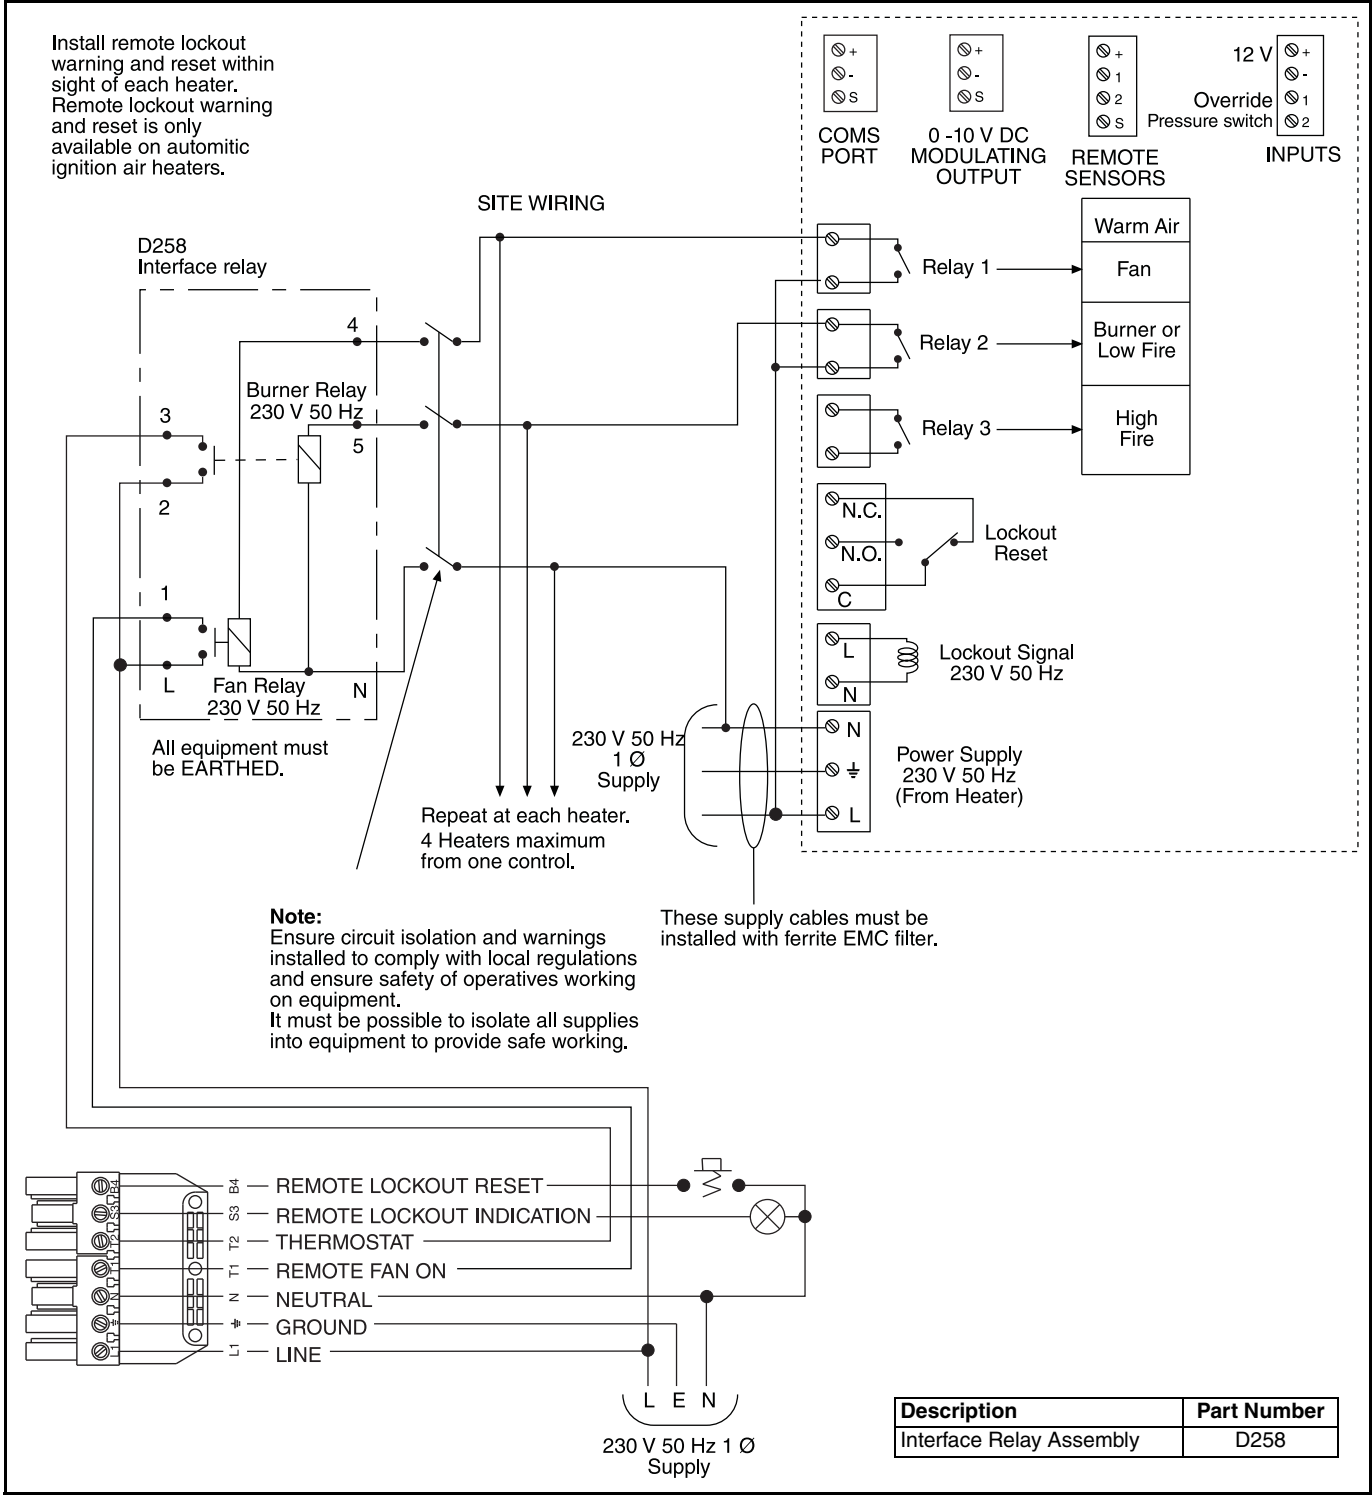 Install remote lockout
warning and reset within
sight of each heater.
Remote lockout warning
and reset is only
available on automitic
ignition air heaters.
+
-
S
COMS
PORT
+
-
S
0 -10 V DC
MODULATING
OUTPUT
+
1
2
S
REMOTE
SENSORS
12 V
+
-
Override
1
Pressure switch
2
INPUTS
SITE WIRING
D258
Interface relay
4
Burner Relay
230 V 50 Hz
5
3
2
1
L
Fan Relay
230 V 50 Hz
N
All equipment must
be EARTHED.
Relay 1
Relay 2
Relay 3
Warm Air
Fan
Burner or
Low Fire
High
Fire
N.C.
N.O.
C
Lockout
Reset
L
N
Lockout Signal
230 V 50 Hz
N
L
Power Supply
230 V 50 Hz
(From Heater)
230 V 50 Hz
1 Ø
Supply
Repeat at each heater.
4 Heaters maximum
from one control.
These supply cables must be
installed with ferrite EMC filter.
Note:
Ensure circuit isolation and warnings
installed to comply with local regulations
and ensure safety of operatives working
on equipment.
It must be possible to isolate all supplies
into equipment to provide safe working.
B4 B4 REMOTE LOCKOUT RESET
S3 S3 REMOTE LOCKOUT INDICATION
T2 T2 THERMOSTAT
T1 T1 REMOTE FAN ON
N N NEUTRAL
GROUND
L1 L1 LINE
L E N
230 V 50 Hz 1 Ø
Supply
Description Part Number
Interface Relay Assembly D258